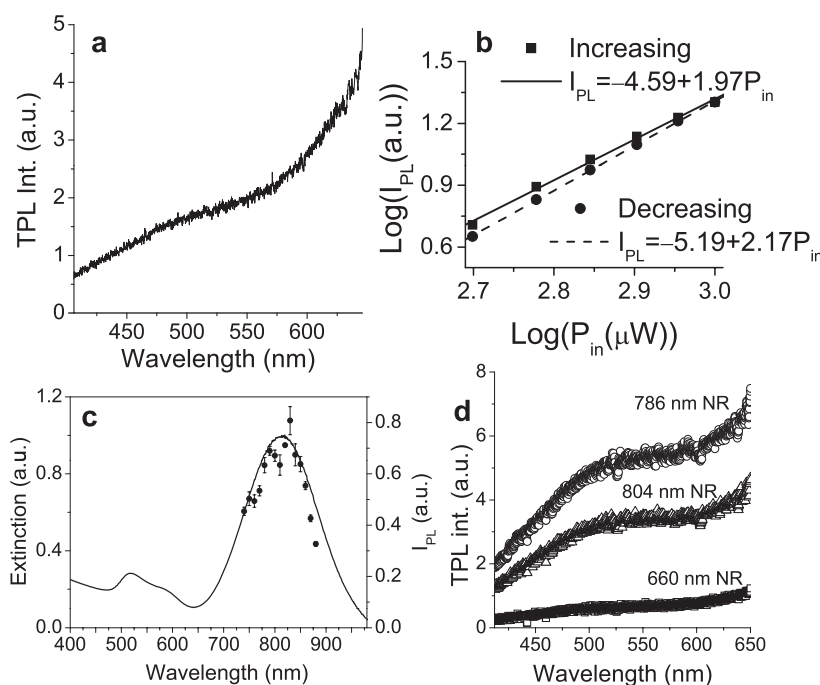 a
5
4
3
2
1
0
TPL Int. (a.u.)
450 500 550 600
Wavelength (nm)
b
Increasing
I_PL=−4.59+1.97P_in
1.5
1.2
0.9
0.6
Log(I_PL(a.u.))
Decreasing
I_PL=−5.19+2.17P_in
2.7 2.8 2.9 3.0
Log(P_in(μW))
c
1.2
0.9
0.6
0.4
0.0
Extinction (a.u.)
0.8
0.6
0.4
0.2
0.0
I_PL (a.u.)
400 500 600 700 800 900
Wavelength (nm)
d
8
6
4
2
0
TPL int. (a.u.)
786 nm NR
804 nm NR
660 nm NR
450 500 550 600 650
Wavelength (nm)